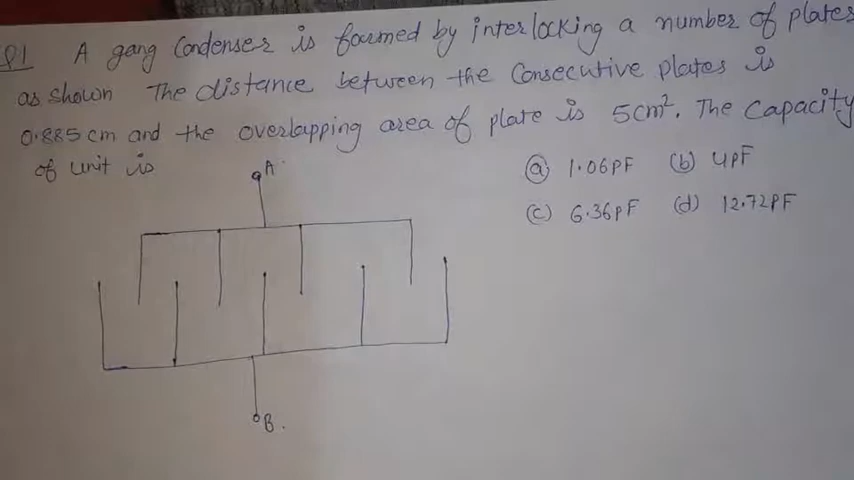 Q1 A gang Condenser is formed by interlocking a number of plates
as shown The distance between the Consecutive plates is
0.885 cm and the overlapping area of plate is 5cm². The Capacity
of unit is
A
(a) 1.06PF (b) 4PF
(c) 6.36PF (d) 12.72PF
B.